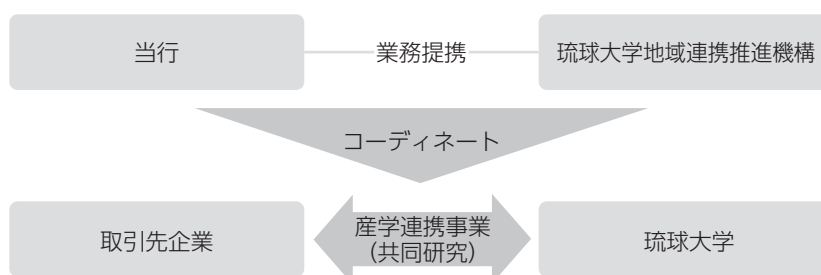 当行
業務提携
琉球大学地域連携推進機構
コーディネート
取引先企業
産学連携事業
(共同研究)
琉球大学